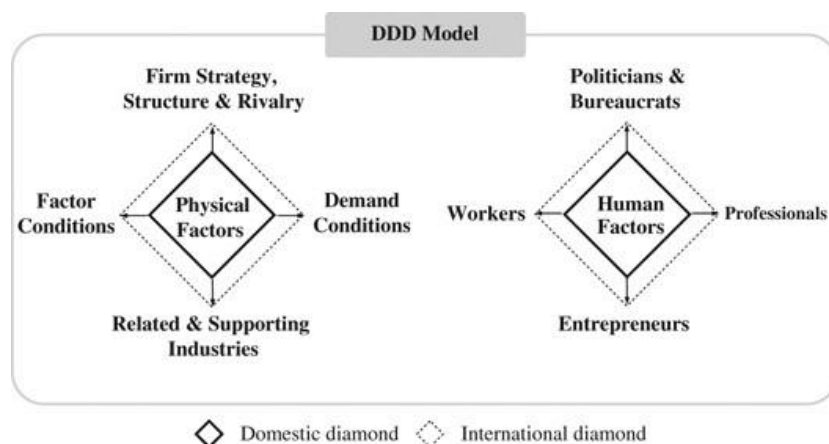 DDD Model
Firm Strategy,
Structure & Rivalry
Factor
Conditions
Physical
Factors
Demand
Conditions
Related & Supporting
Industries
Politicians &
Bureaucrats
Workers
Human
Factors
Professionals
Entrepreneurs
Domestic diamond
International diamond